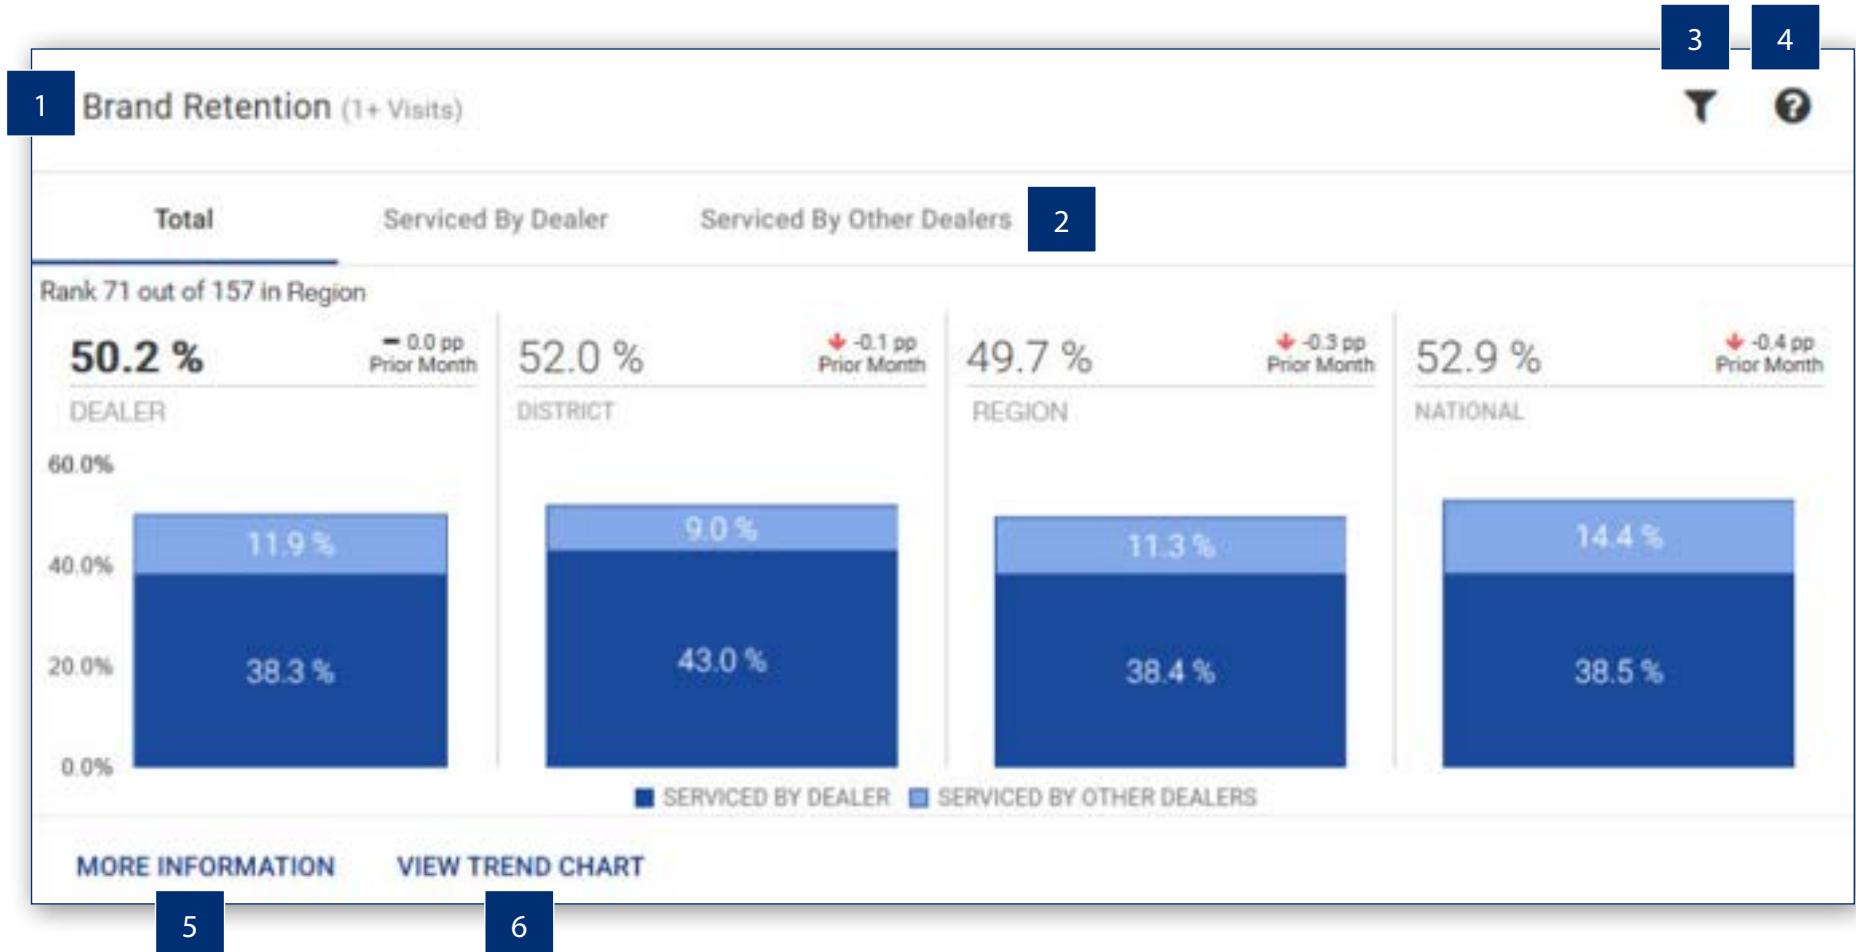 3 4
1 Brand Retention (1+ Visits)
Total Serviced By Dealer Serviced By Other Dealers 2
Rank 71 out of 157 in Region
50.2 % 0.0 pp Prior Month
DEALER
52.0 % -0.1 pp Prior Month
DISTRICT
49.7 % -0.3 pp Prior Month
REGION
52.9 % -0.4 pp Prior Month
NATIONAL
60.0%
40.0%
20.0%
0.0%
11.9 %
38.3 %
9.0 %
43.0 %
11.3 %
38.4 %
14.4 %
38.5 %
SERVICED BY DEALER SERVICED BY OTHER DEALERS
MORE INFORMATION VIEW TREND CHART
5 6